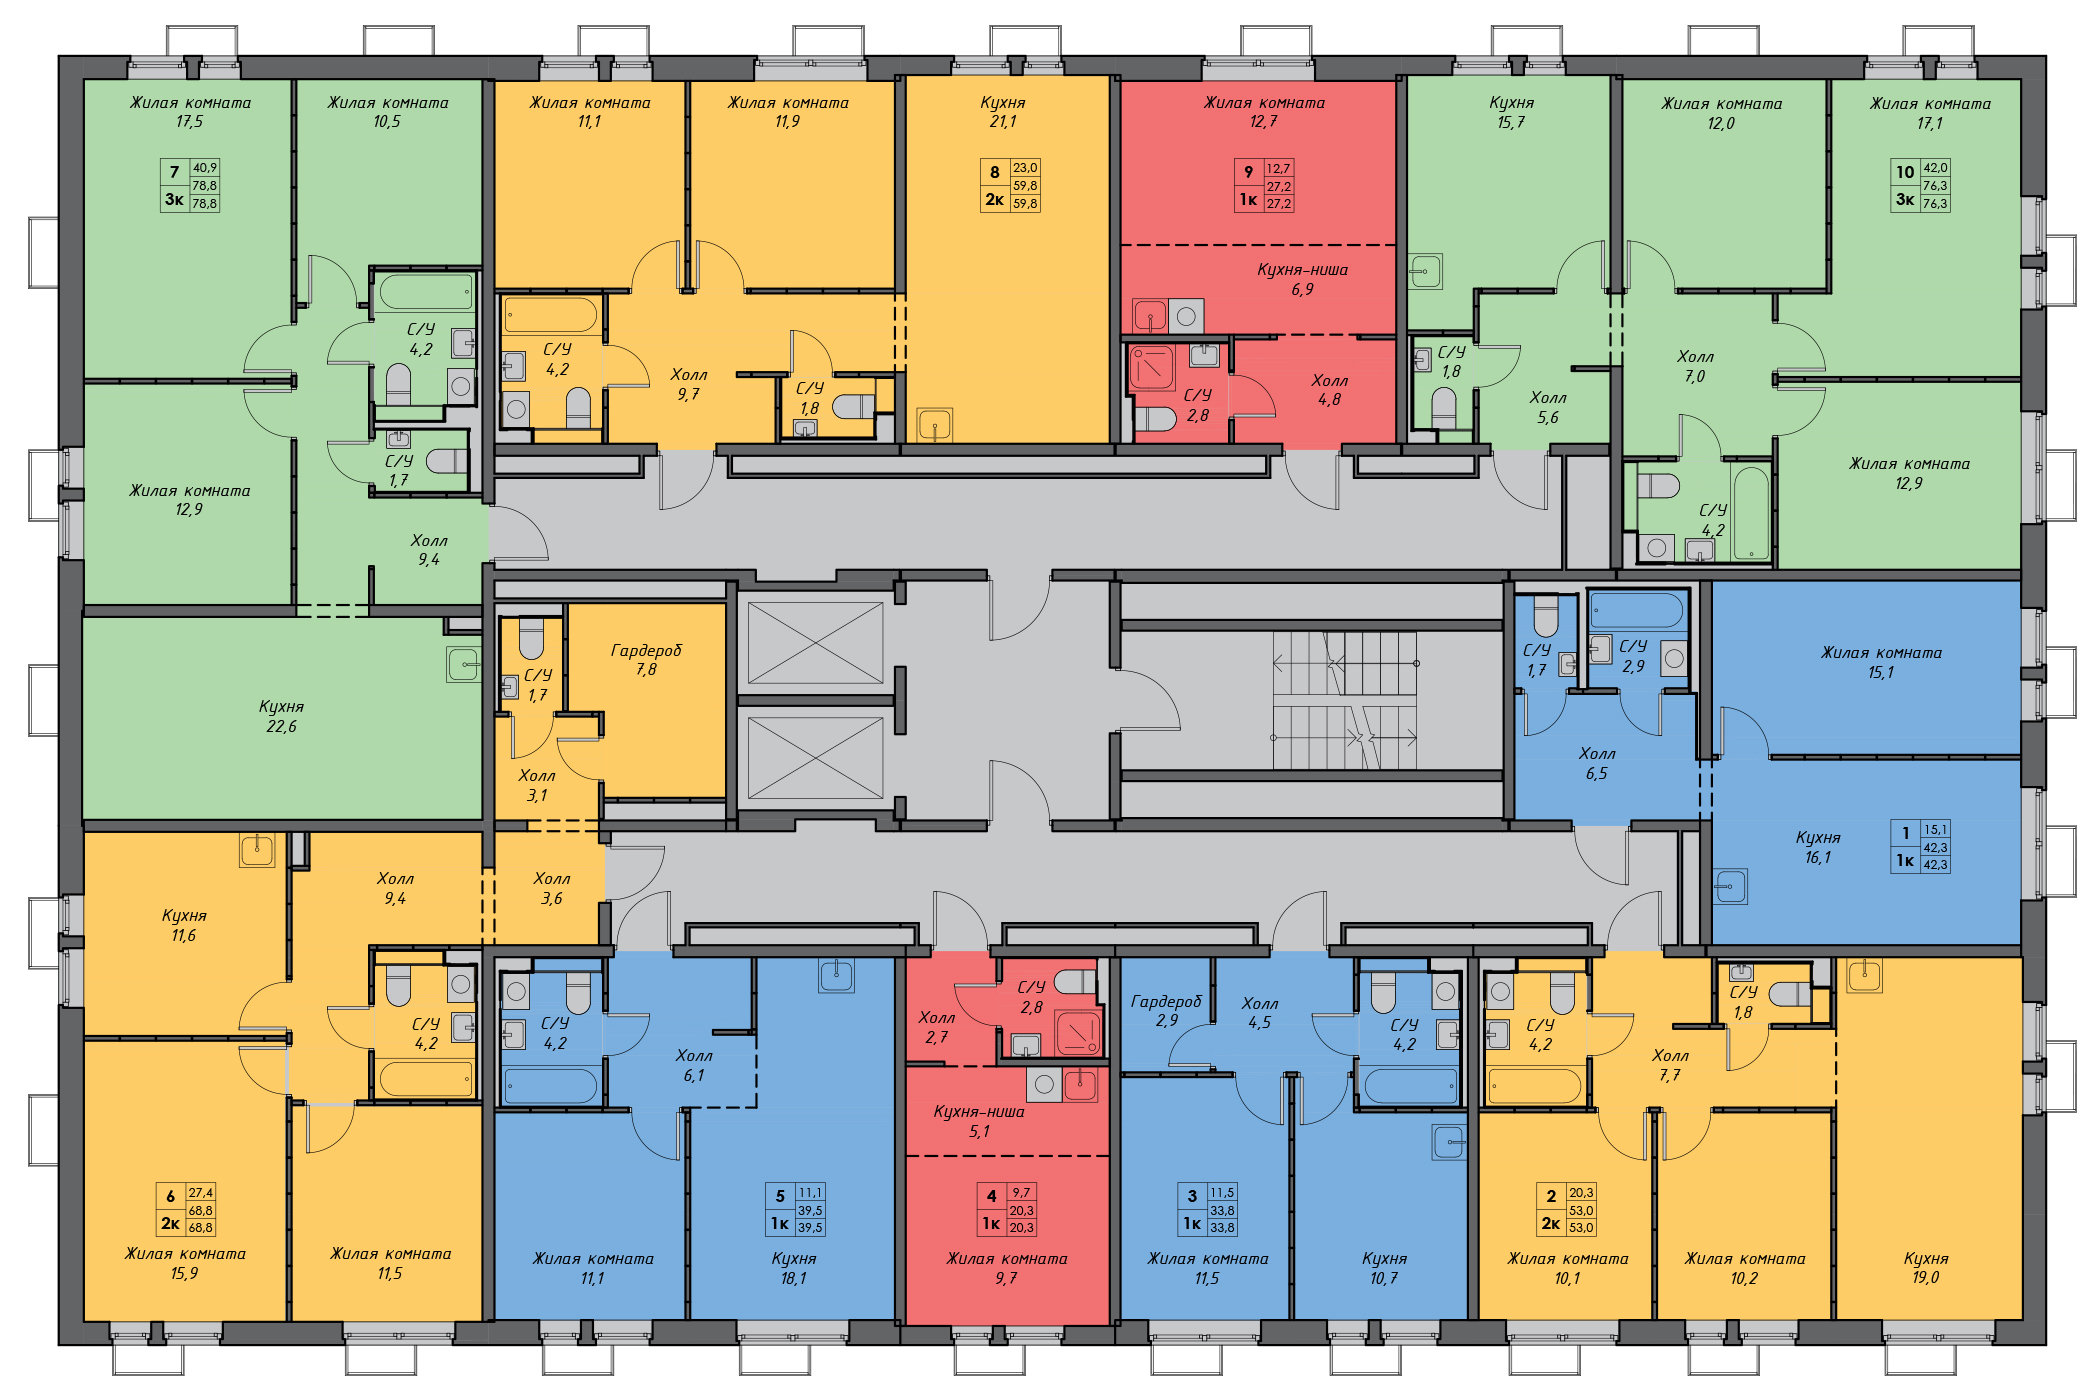 Жилая комната
17,5
Жилая комната
10,5
7
3к
40,9
78,8
78,8
С/У
4,2
С/У
1,7
Жилая комната
12,9
Холл
9,4
Кухня
22,6
Жилая комната
11,1
Жилая комната
11,9
Кухня
21,1
8
2к
23,0
59,8
59,8
С/У
4,2
Холл
9,7
С/У
1,8
Жилая комната
12,7
9
1к
12,7
27,2
27,2
Кухня-ниша
6,9
С/У
2,8
Холл
4,8
Кухня
15,7
Жилая комната
12,0
Жилая комната
17,1
10
3к
42,0
76,3
76,3
С/У
1,8
Холл
5,6
Холл
7,0
С/У
4,2
Жилая комната
12,9
Гардероб
7,8
С/У
1,7
Холл
3,1
Холл
3,6
С/У
1,7
С/У
2,9
Холл
6,5
Жилая комната
15,1
Кухня
16,1
1
1к
15,1
42,3
42,3
Кухня
11,6
Холл
9,4
С/У
4,2
6
2к
27,4
68,8
68,8
Жилая комната
15,9
Жилая комната
11,5
С/У
4,2
Холл
6,1
5
1к
11,1
39,5
39,5
Жилая комната
11,1
Кухня
18,1
Холл
2,7
С/У
2,8
Кухня-ниша
5,1
4
1к
9,7
20,3
20,3
Жилая комната
9,7
Гардероб
2,9
Холл
4,5
С/У
4,2
3
1к
11,5
33,8
33,8
Жилая комната
11,5
Кухня
10,7
С/У
4,2
Холл
7,7
С/У
1,8
2
2к
20,3
53,0
53,0
Жилая комната
10,1
Жилая комната
10,2
Кухня
19,0